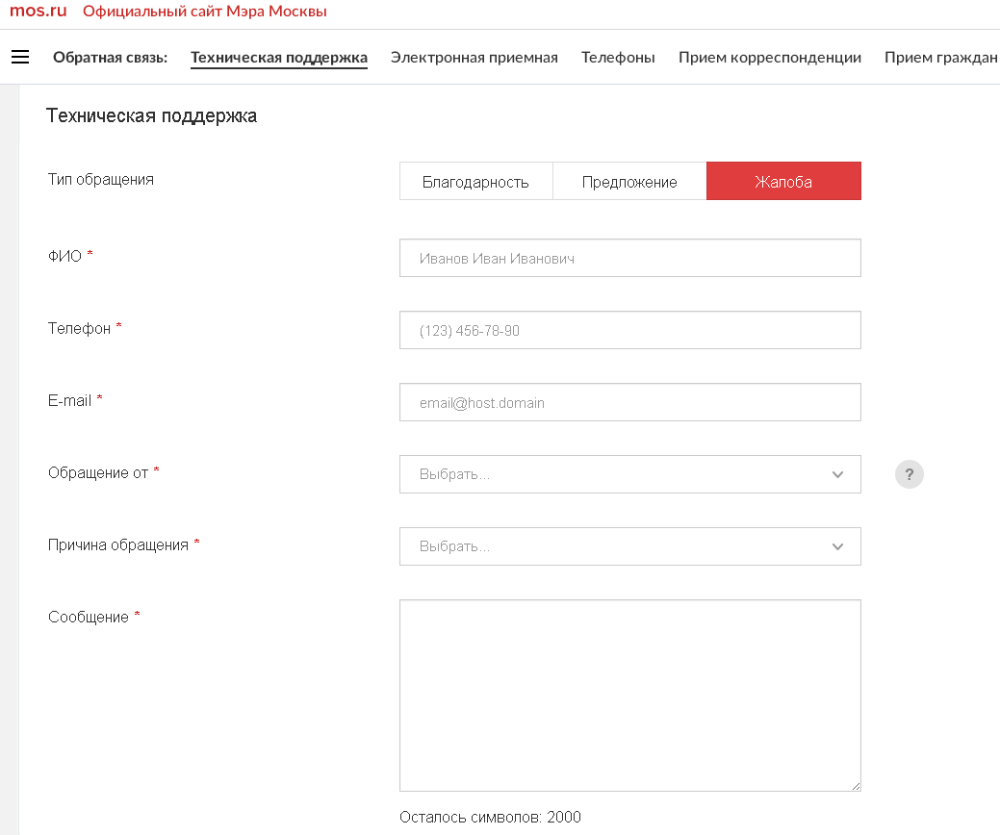 mos.ru Официальный сайт Мэра Москвы
Обратная связь: Техническая поддержка Электронная приемная Телефоны Прием корреспонденции Прием граждан
Техническая поддержка
Тип обращения Благодарность Предложение Жалоба
ФИО * Иванов Иван Иванович
Телефон * (123) 456-78-90
E-mail * email@host.domain
Обращение от * Выбрать... ?
Причина обращения * Выбрать...
Сообщение *
Осталось символов: 2000